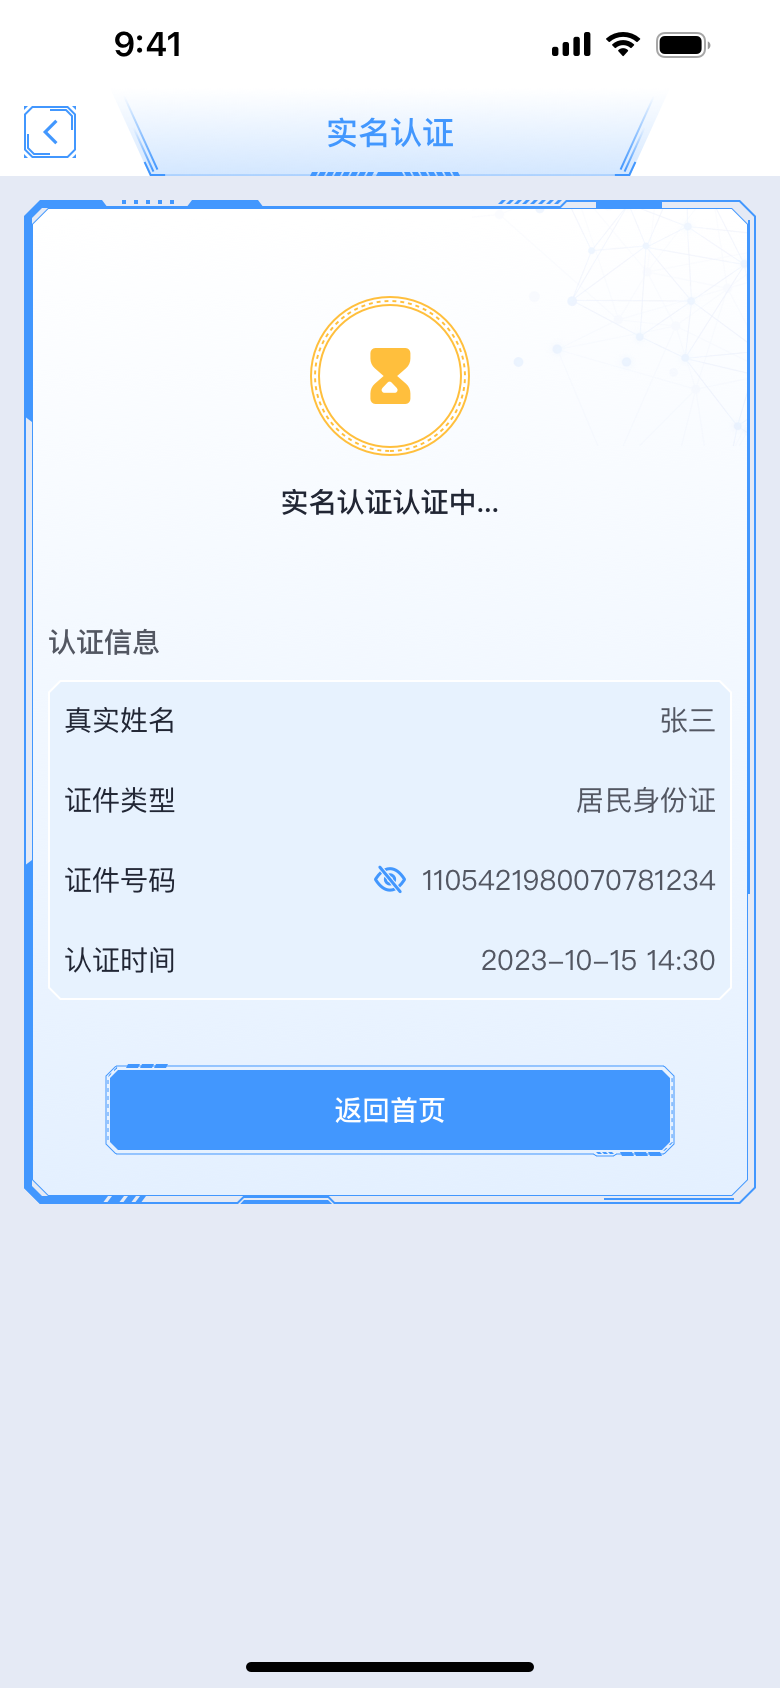 9:41
实名认证
实名认证认证中...
认证信息
真实姓名 张三
证件类型 居民身份证
证件号码 1105421980070781234
认证时间 2023-10-15 14:30
返回首页